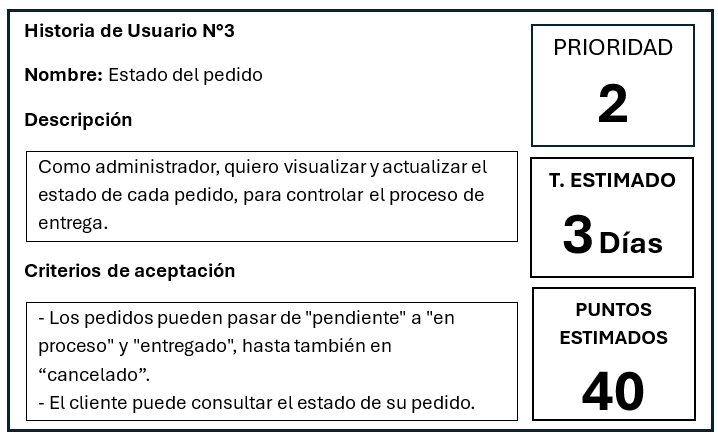 Historia de Usuario N°3
Nombre: Estado del pedido
Descripción
Como administrador, quiero visualizar y actualizar el
estado de cada pedido, para controlar el proceso de
entrega.
Criterios de aceptación
- Los pedidos pueden pasar de "pendiente" a "en
proceso" y "entregado", hasta también en
“cancelado”.
- El cliente puede consultar el estado de su pedido.
PRIORIDAD
2
T. ESTIMADO
3 Días
PUNTOS
ESTIMADOS
40